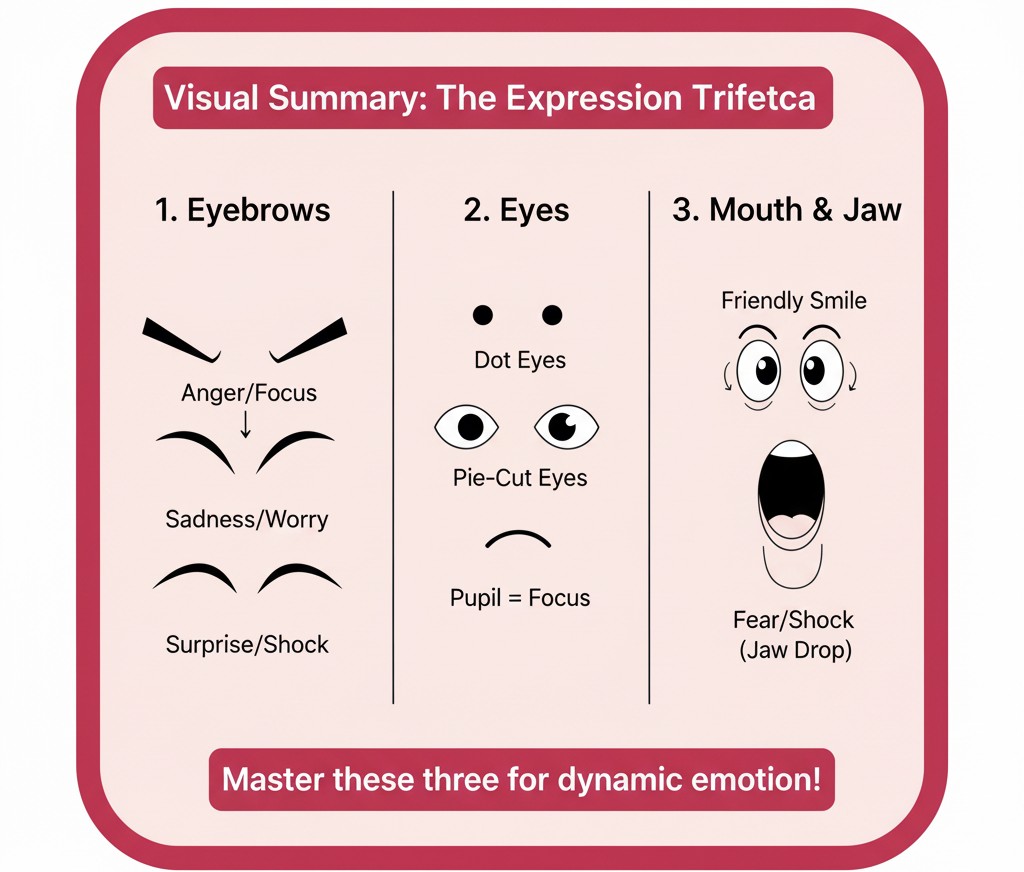 Visual Summary: The Expression Trifetca
1. Eyebrows
Anger/Focus
Sadness/Worry
Surprise/Shock
2. Eyes
Dot Eyes
Pie-Cut Eyes
Pupil = Focus
3. Mouth & Jaw
Friendly Smile
Fear/Shock
(Jaw Drop)
Master these three for dynamic emotion!